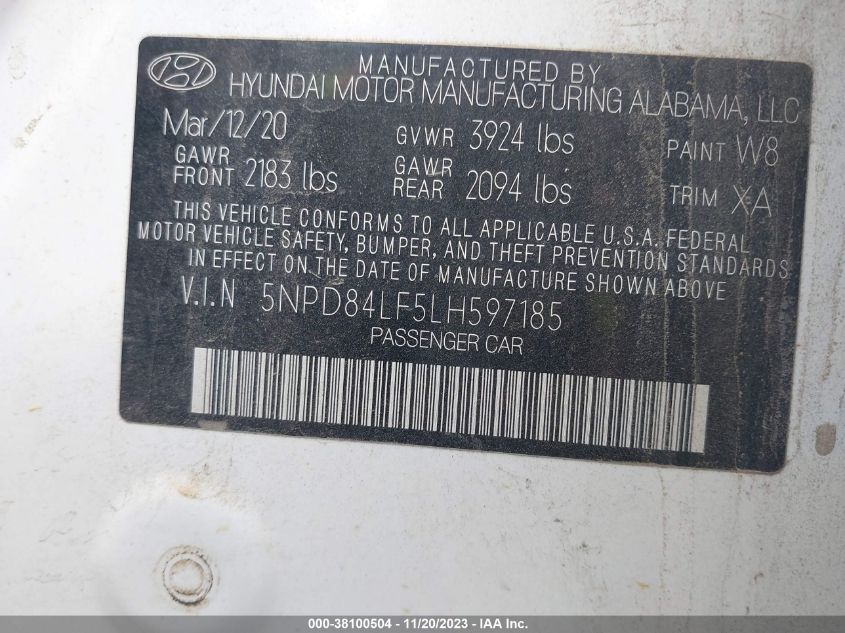 MANUFACTURED BY
HYUNDAI MOTOR MANUFACTURING ALABAMA, LLC
Mar/12/20 GVWR 3924 lbs PAINT W8
GAWR FRONT 2183 lbs GAWR REAR 2094 lbs TRIM XA
THIS VEHICLE CONFORMS TO ALL APPLICABLE U.S.A. FEDERAL
MOTOR VEHICLE SAFETY, BUMPER, AND THEFT PREVENTION STANDARDS
IN EFFECT ON THE DATE OF MANUFACTURE SHOWN ABOVE
V.I.N 5NPD84LF5LH597185
PASSENGER CAR
000-38100504 - 11/20/2023 - IAA Inc.